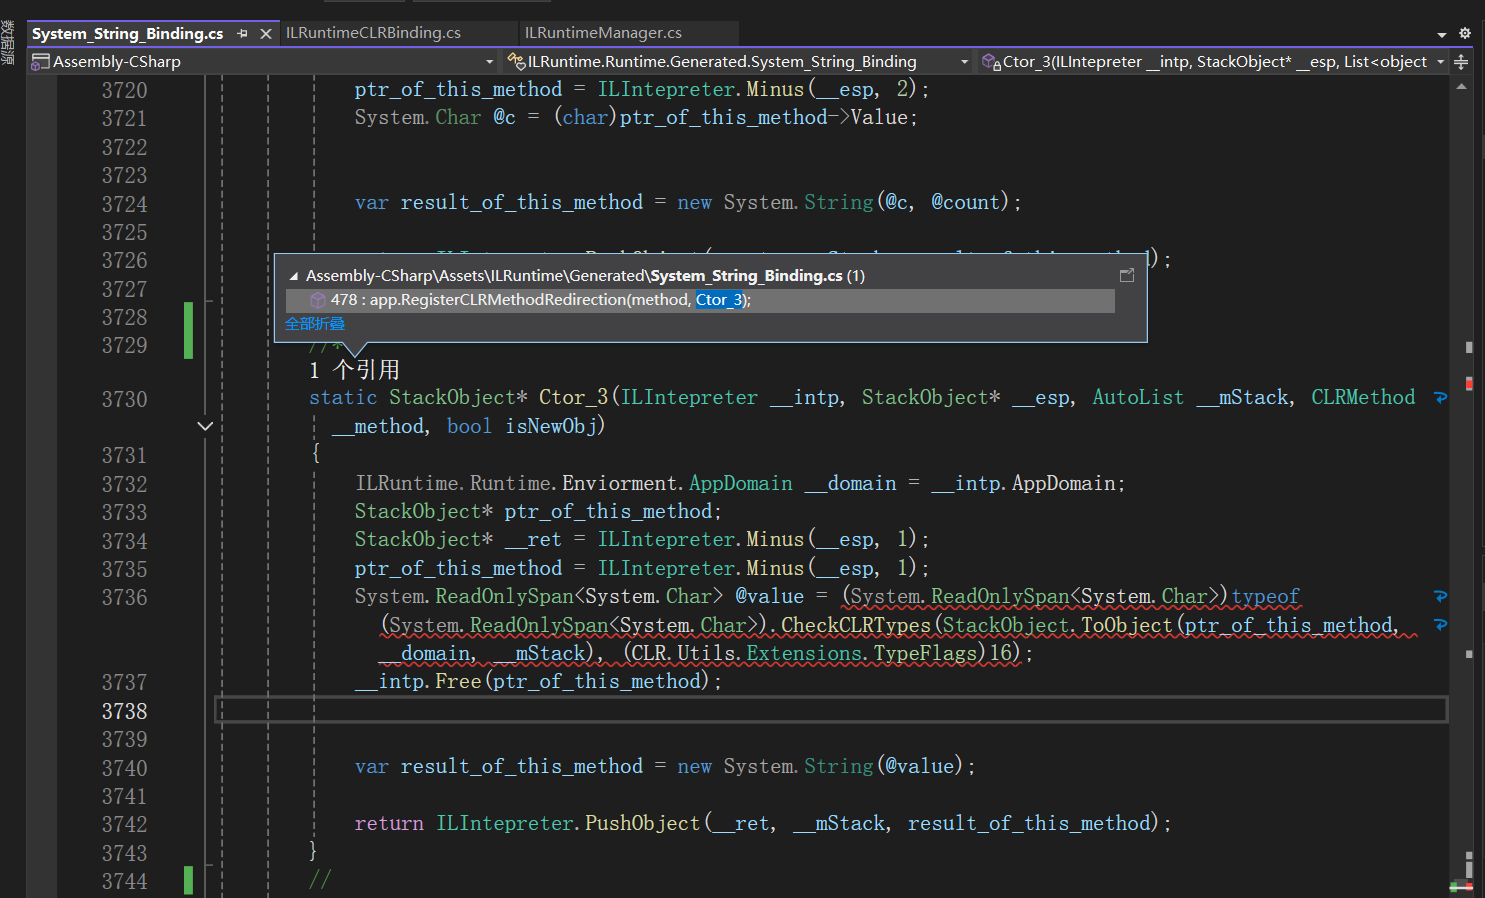 数据源
System_String_Binding.cs
ILRuntimeCLRBinding.cs
ILRuntimeManager.cs
Assembly-CSharp
ILRuntime.Runtime.Generated.System_String_Binding
Ctor_3(ILIntepreter __intp, StackObject* __esp, List<object
3720 ptr_of_this_method = ILIntepreter.Minus(__esp, 2);
3721 System.Char @c = (char)ptr_of_this_method->Value;
3722
3723
3724 var result_of_this_method = new System.String(@c, @count);
3725
3726 );
Assembly-CSharp\Assets\ILRuntime\Generated\System_String_Binding.cs (1)
3727
478 : app.RegisterCLRMethodRedirection(method, Ctor_3);
3728
全部折叠
3729 //*
1 个引用
3730 static StackObject* Ctor_3(ILIntepreter __intp, StackObject* __esp, AutoList __mStack, CLRMethod
__method, bool isNewObj)
3731 {
3732 ILRuntime.Runtime.Enviorment.AppDomain __domain = __intp.AppDomain;
3733 StackObject* ptr_of_this_method;
3734 StackObject* __ret = ILIntepreter.Minus(__esp, 1);
3735 ptr_of_this_method = ILIntepreter.Minus(__esp, 1);
3736 System.ReadOnlySpan<System.Char> @value = (System.ReadOnlySpan<System.Char>)typeof
(System.ReadOnlySpan<System.Char>).CheckCLRTypes(StackObject.ToObject(ptr_of_this_method,
__domain, __mStack), (CLR.Utils.Extensions.TypeFlags)16);
3737 __intp.Free(ptr_of_this_method);
3738
3739
3740 var result_of_this_method = new System.String(@value);
3741
3742 return ILIntepreter.PushObject(__ret, __mStack, result_of_this_method);
3743 }
3744 //